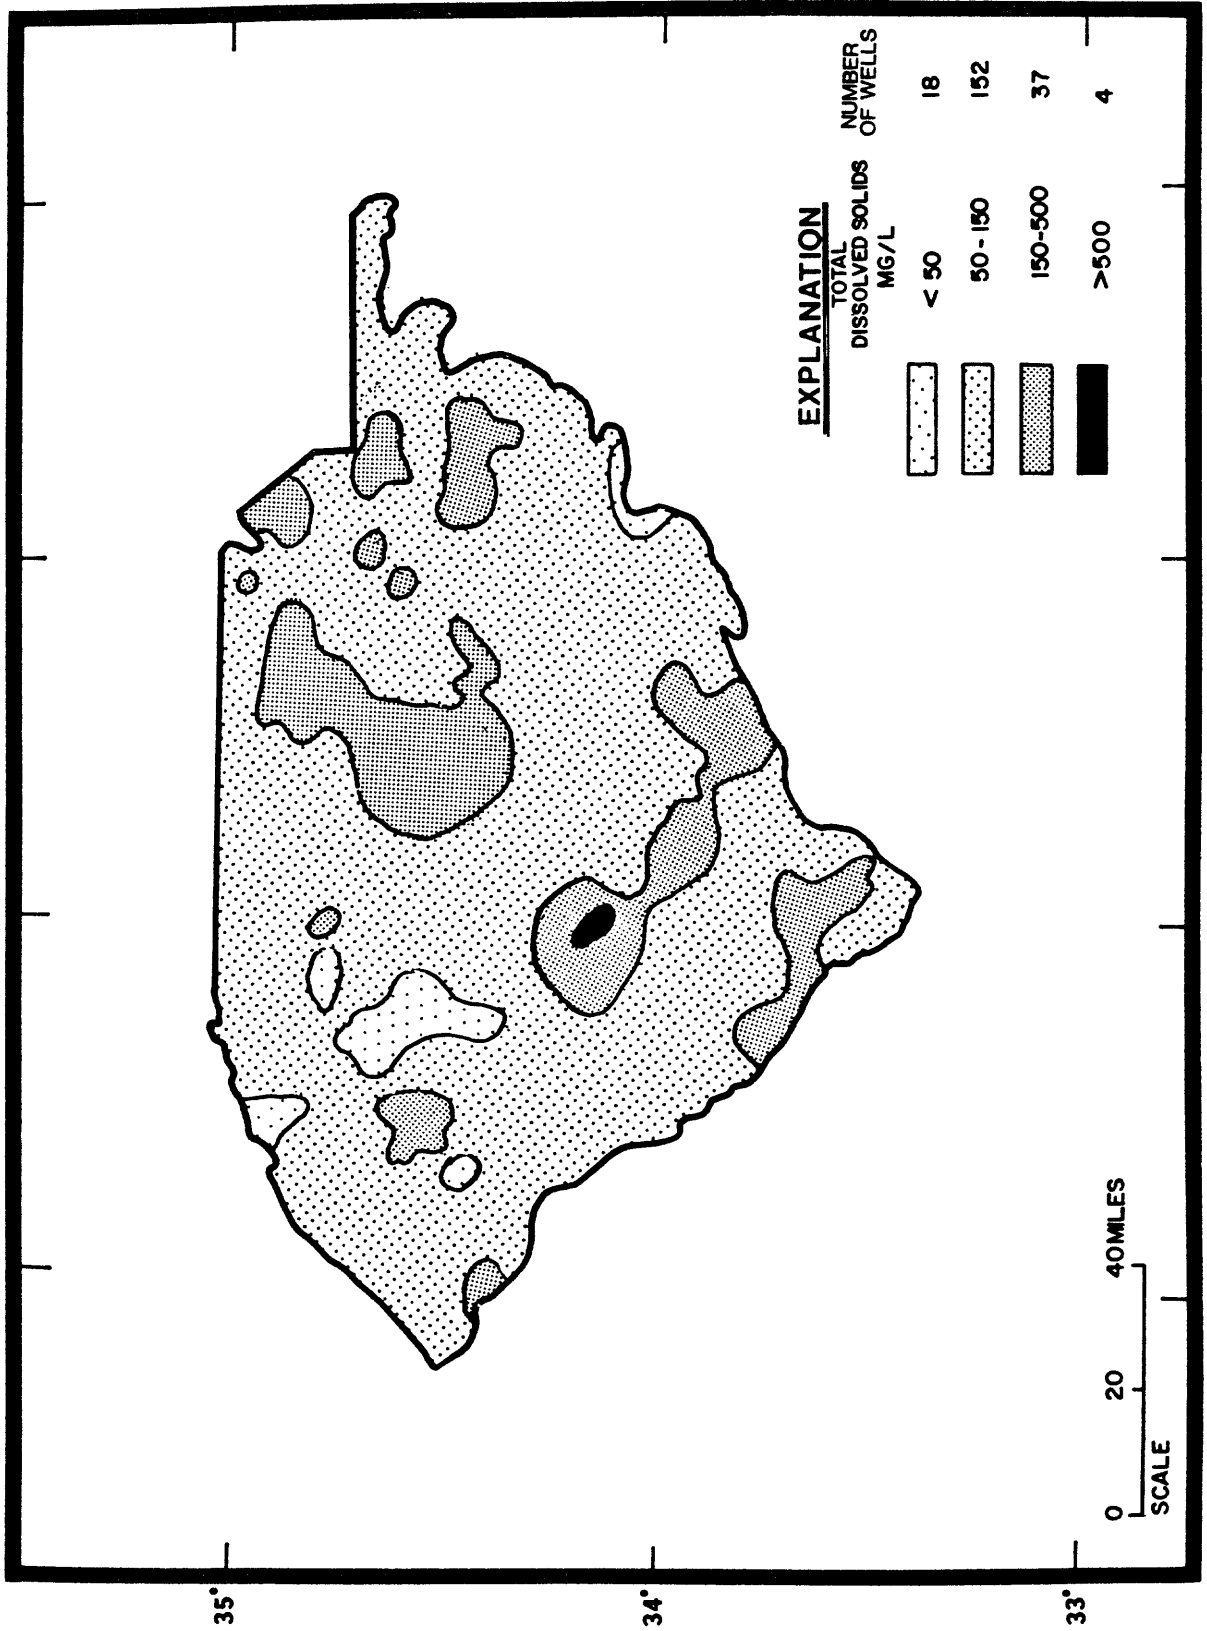 EXPLANATION
TOTAL
DISSOLVED SOLIDS
MG/L
NUMBER
OF WELLS
< 50 18
50-150 152
150-500 37
>500 4
0 20 40 MILES
SCALE
35°
34°
33°